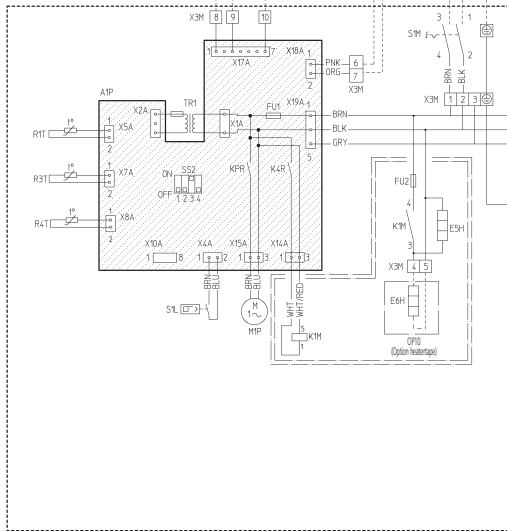 X3M 8 9 10
3 1
S1M
4 2
BRN BLK
X3M 1 2 3
1 7 X18A 1
X17A
2
PNK 6
ORG 7
X3M
A1P
X2A TR1
X1A
FU1
X19A 1
BRN
BLK
GRY
5
t°
R1T 1 X5A
2
t°
R3T 1 X7A
2
t°
R4T 1 X8A
2
ON SS2
OFF 1 2 3 4
KPR K4R
X10A
1 8
X4A
1 2
X15A
1 3
X14A
1 3
BRN BLU
BRN BLU
WHT WHT/RED
S1L
M
1~
M1P
5
K1M
1
FU2
4
K1M
3
E5H
X3M 4 5
E6H
OP10
(Option heatertape)